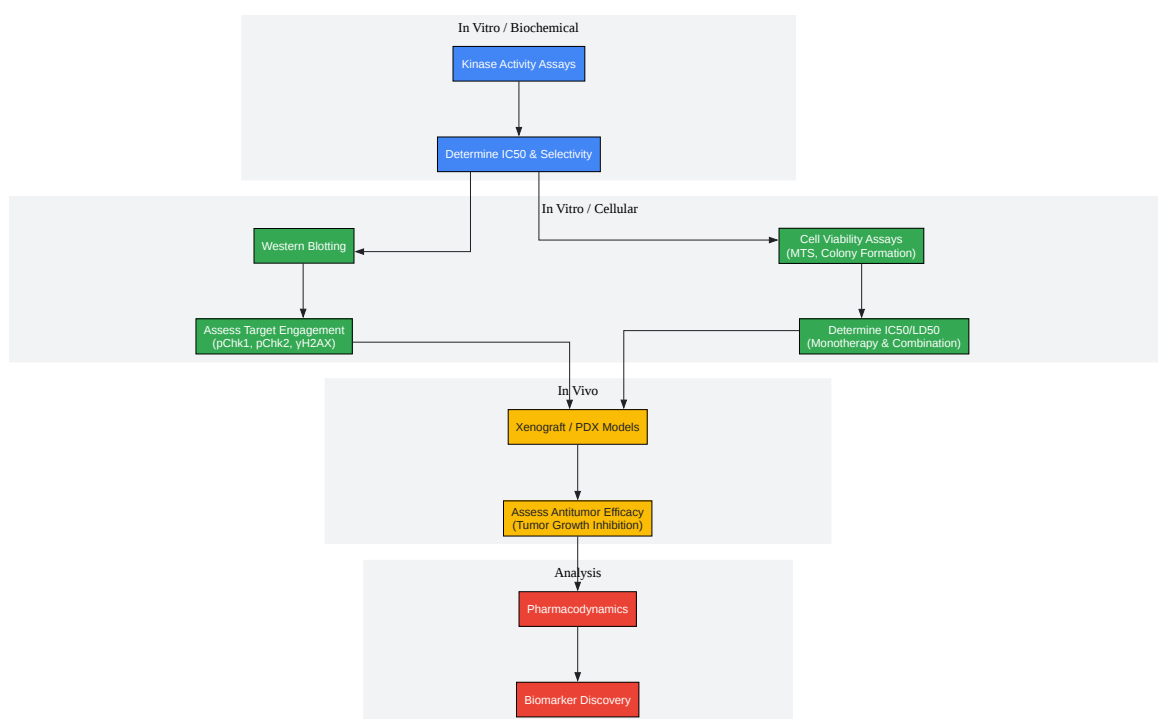 In Vitro / Biochemical
Kinase Activity Assays
Determine IC50 & Selectivity
In Vitro / Cellular
Western Blotting
Cell Viability Assays
(MTS, Colony Formation)
Assess Target Engagement
(pChk1, pChk2, γH2AX)
Determine IC50/LD50
(Monotherapy & Combination)
In Vivo
Xenograft / PDX Models
Assess Antitumor Efficacy
(Tumor Growth Inhibition)
Analysis
Pharmacodynamics
Biomarker Discovery